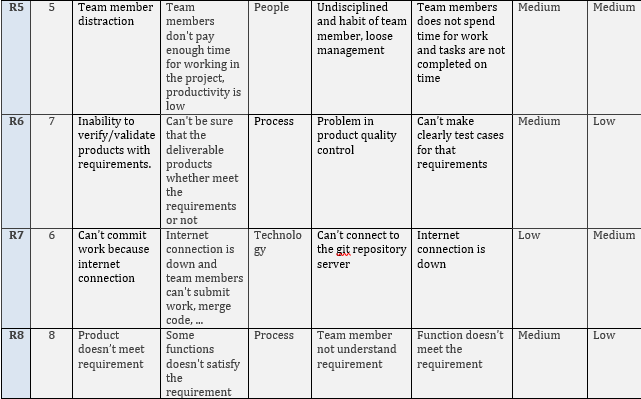 R5
5
Team member
distraction
Team
members
don't pay
enough time
for working in
the project,
productivity is
low
People
Undisciplined
and habit of team
member, loose
management
Team members
does not spend
time for work
and tasks are not
completed on
time
Medium
Medium
R6
7
Inability to
verify/validate
products with
requirements.
Can't be sure
that the
deliverable
products
whether meet
the
requirements
or not
Process
Problem in
product quality
control
Can't make
clearly test cases
for that
requirements
Medium
Low
R7
6
Can't commit
work because
internet
connection
Internet
connection is
down and
team members
can't submit
work, merge
code, ...
Technolo
gy
Can't connect to
the git repository
server
Internet
connection is
down
Low
Medium
R8
8
Product
doesn't meet
requirement
Some
functions
doesn't satisfy
the
requirement
Process
Team member
not understand
requirement
Function doesn't
meet the
requirement
Medium
Low